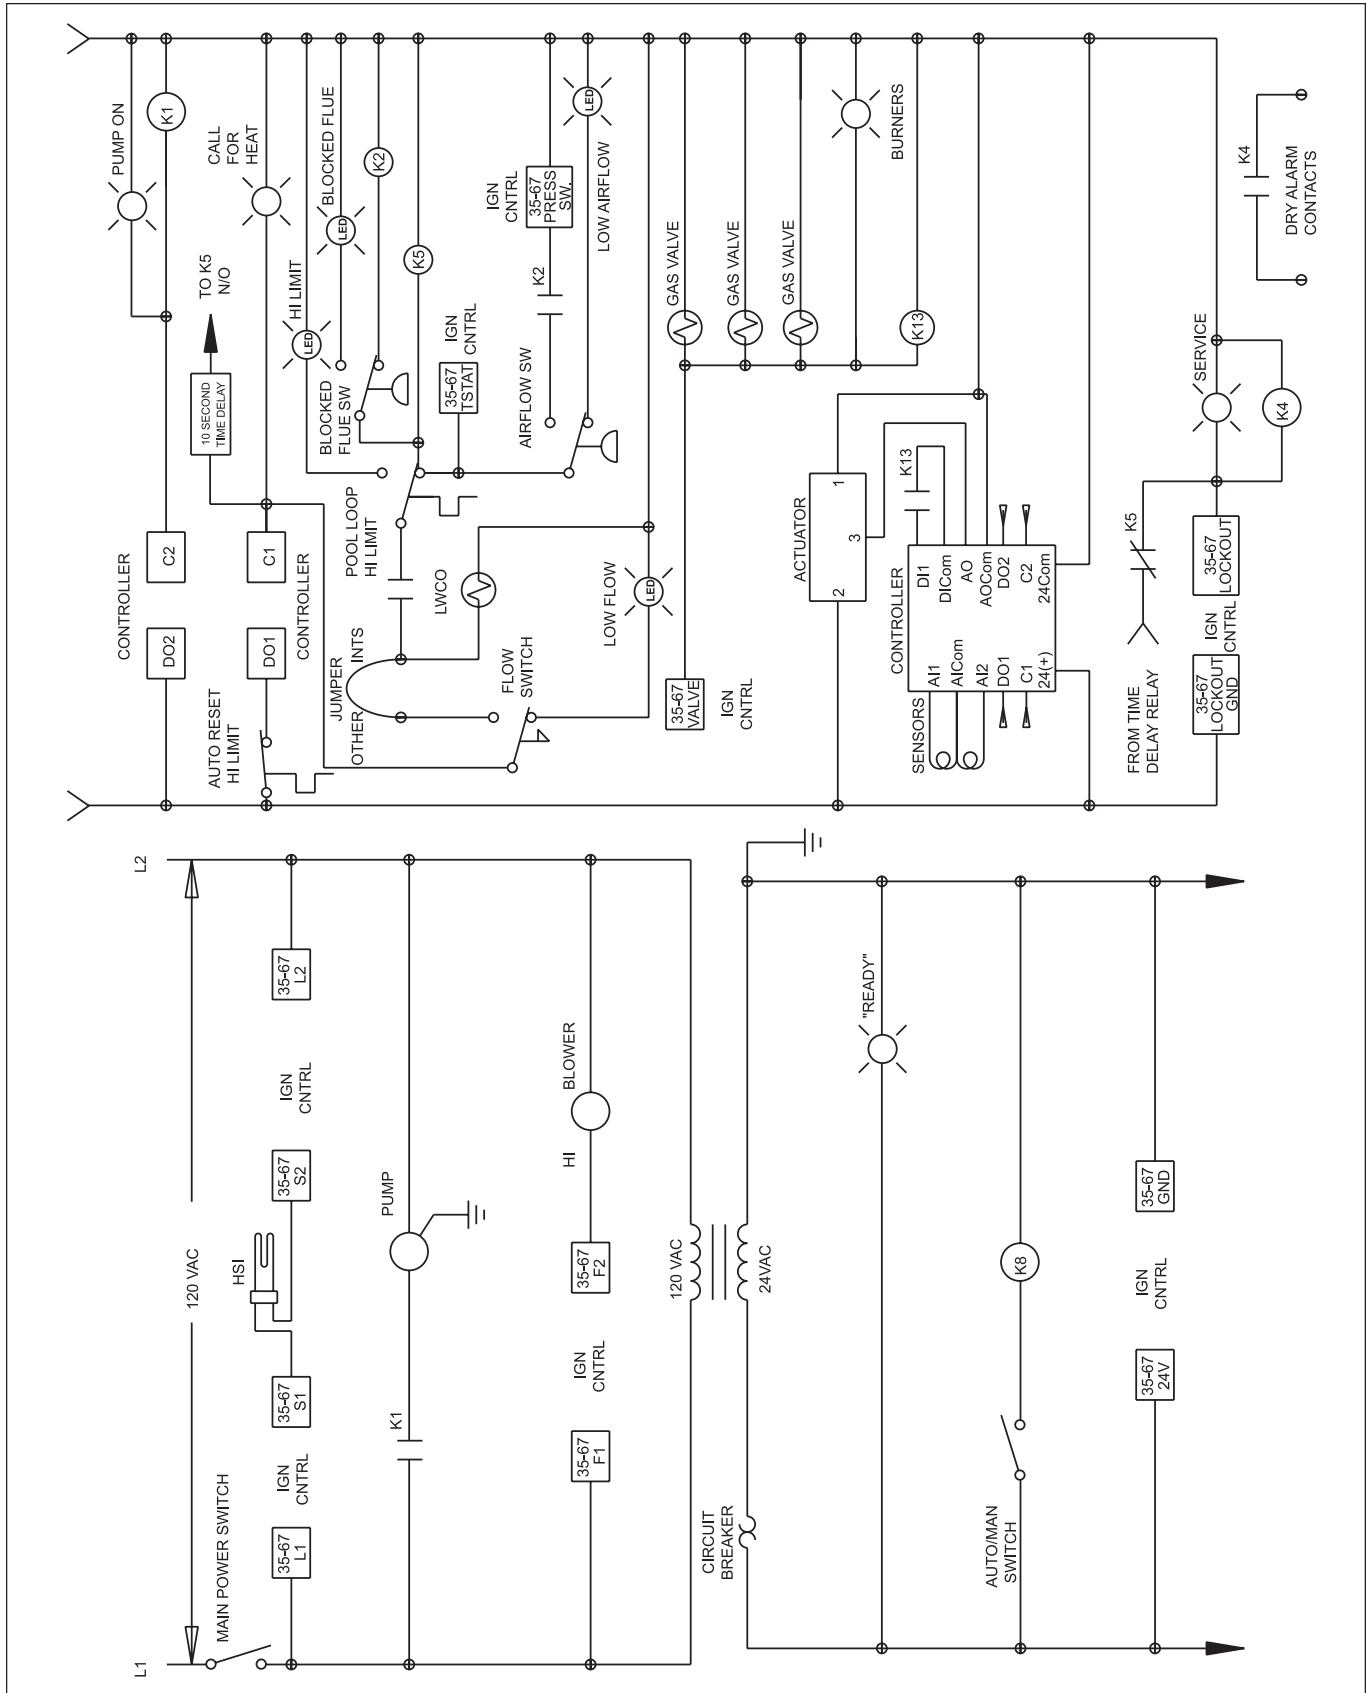 L1
L2
120 VAC
MAIN POWER SWITCH
35-67
L1
IGN
CNTRL
35-67
S1
HSI
35-67
S2
IGN
CNTRL
35-67
L2
K1
PUMP
35-67
F1
IGN
CNTRL
35-67
F2
HI
BLOWER
120 VAC
24VAC
CIRCUIT
BREAKER
"READY"
AUTO/MAN
SWITCH
K8
35-67
24V
IGN
CNTRL
35-67
GND
PUMP ON
K1
CONTROLLER
DO2
C2
CALL
FOR
HEAT
TO K5
N/O
10 SECOND
TIME DELAY
AUTO RESET
HI LIMIT
DO1
C1
CONTROLLER
HI LIMIT
LED
BLOCKED FLUE
LED
K2
BLOCKED
FLUE SW
K5
POOL LOOP
HI LIMIT
JUMPER
OTHER
INTS
LWCO
35-67
TSTAT
IGN
CNTRL
FLOW
SWITCH
IGN
CNTRL
35-67
PRESS
SW.
K2
AIRFLOW SW
LED
LOW AIRFLOW
LOW FLOW
LED
GAS VALVE
GAS VALVE
GAS VALVE
35-67
VALVE
IGN
CNTRL
BURNERS
K13
ACTUATOR
1
2
3
K13
CONTROLLER
DI1
DICom
AO
AOCom
DO2
C2
24Com
AI1
AICom
AI2
DO1
C1
24(+)
SENSORS
K5
FROM TIME
DELAY RELAY
SERVICE
K4
35-67
LOCKOUT
IGN
CNTRL
35-67
LOCKOUT
GND
K4
DRY ALARM
CONTACTS